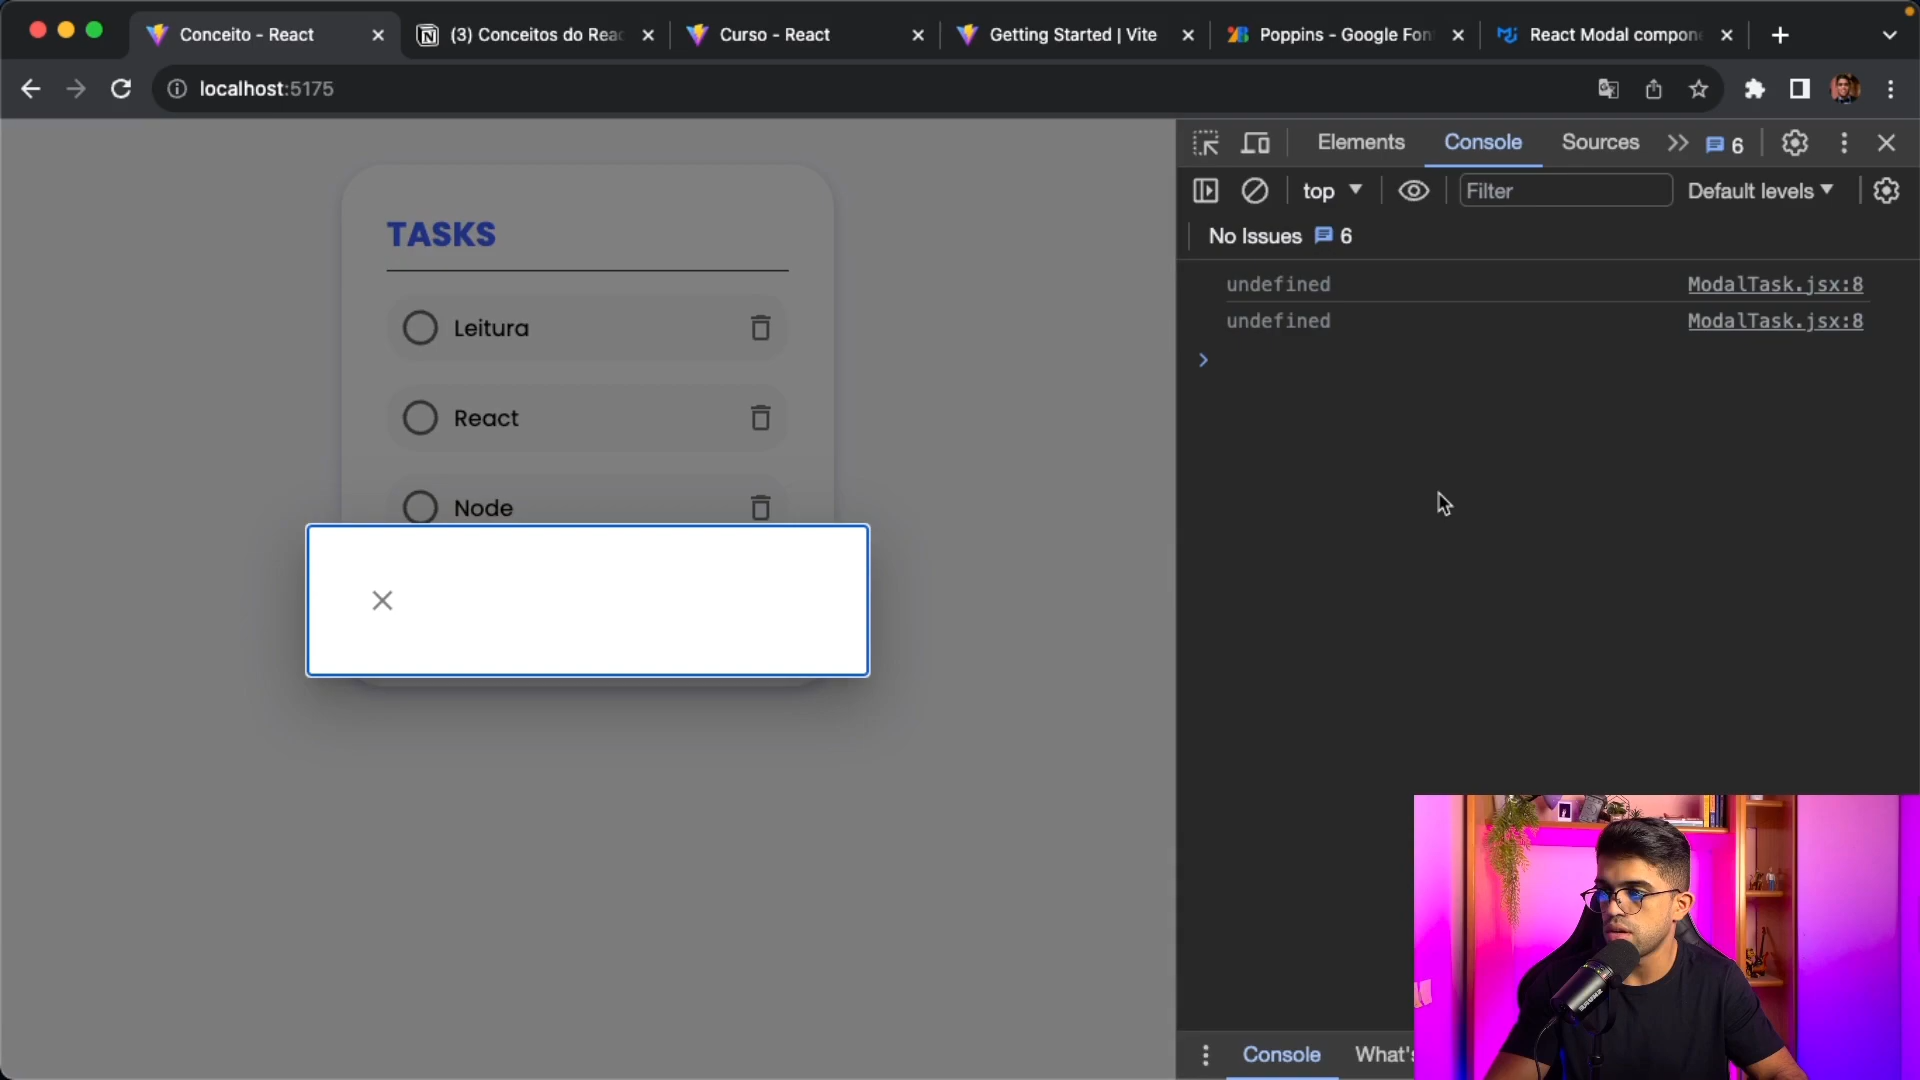 Conceito - React
(3) Conceitos do Rea
Curso - React
Getting Started | Vite
Poppins - Google Fon
React Modal compon
localhost:5175
Elements
Console
Sources
6
top
Filter
Default levels
No Issues
6
undefined
ModalTask.jsx:8
undefined
ModalTask.jsx:8
TASKS
Leitura
React
Node
Console
What's